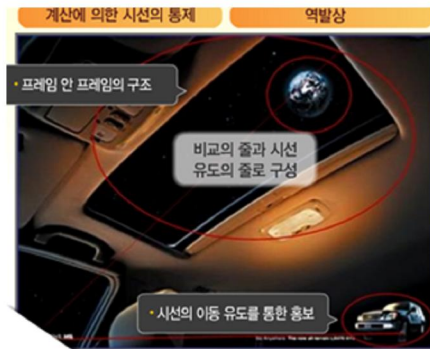 계산에 의한 시선의 통제
역발상
· 프레임 안 프레임의 구조
비교의 줄과 시선
유도의 줄로 구성
· 시선의 이동 유도를 통한 홍보